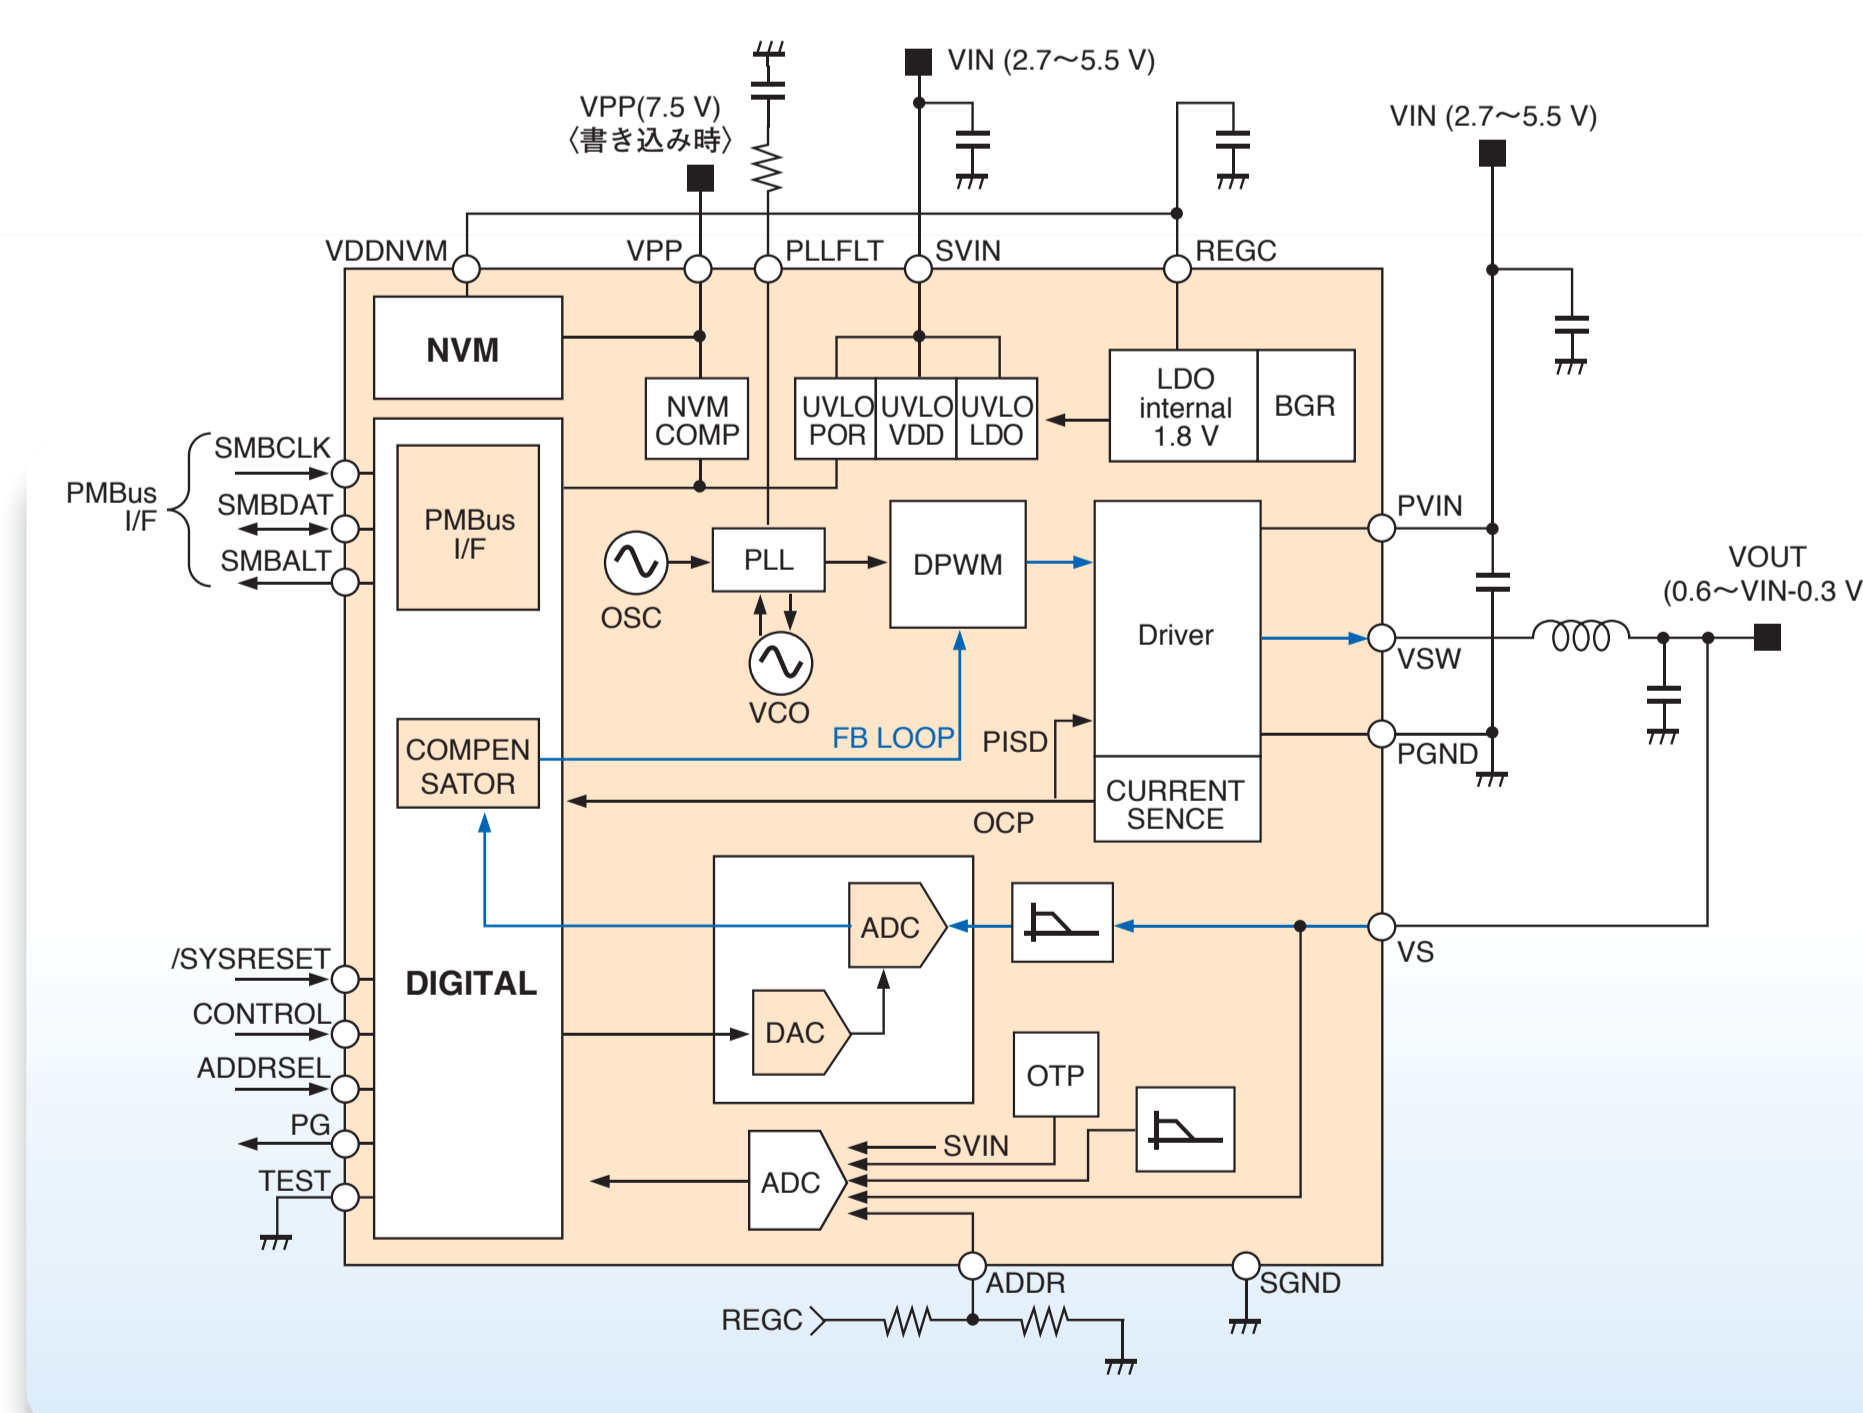 VIN (2.7～5.5 V)
VPP(7.5 V)
〈書き込み時〉
VIN (2.7～5.5 V)
VDDNVM
VPP
PLLFLT
SVIN
REGC
NVM
NVM
COMP
UVLO
POR
UVLO
VDD
UVLO
LDO
LDO
internal
1.8 V
BGR
PMBus
I/F
SMBCLK
SMBDAT
SMBALT
PMBus
I/F
OSC
PLL
VCO
DPWM
Driver
PVIN
VSW
PGND
VOUT
(0.6～VIN-0.3 V
COMPEN
SATOR
FB LOOP
PISD
OCP
CURRENT
SENCE
ADC
VS
DIGITAL
/SYSRESET
CONTROL
ADDRSEL
PG
TEST
DAC
OTP
SVIN
ADC
ADDR
SGND
REGC